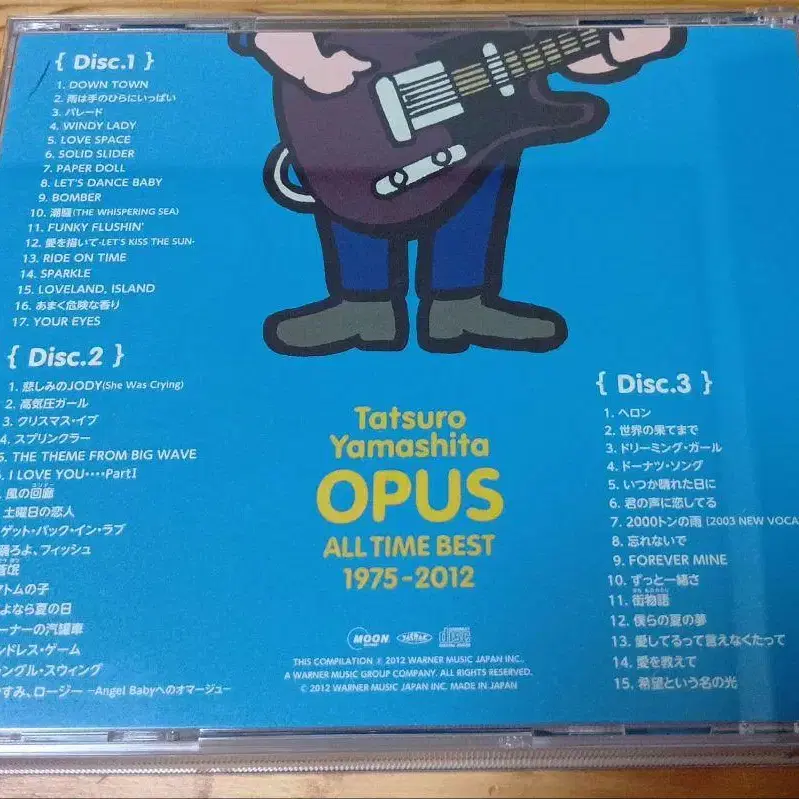 { Disc.1 }
1. DOWN TOWN
2. 雨は手のひらにいっぱい
3. パレード
4. WINDY LADY
5. LOVE SPACE
6. SOLID SLIDER
7. PAPER DOLL
8. LET'S DANCE BABY
9. BOMBER
10. 潮騒(THE WHISPERING SEA)
11. FUNKY FLUSHIN'
12. 愛を描いて-LET'S KISS THE SUN-
13. RIDE ON TIME
14. SPARKLE
15. LOVELAND, ISLAND
16. あまく危険な香り
17. YOUR EYES
{ Disc.2 }
1. 悲しみのJODY(She Was Crying)
2. 高気圧ガール
3. クリスマス・イブ
4. スプリンクラー
5. THE THEME FROM BIG WAVE
. I LOVE YOU････PartⅠ
風の回廊
土曜日の恋人
ゲット・バック・イン・ラブ
踊ろよ、フィッシュ
蒼氓
アトムの子
よなら夏の日
ーナーの汽罐車
ンドレス・ゲーム
ャングル・スウィング
すみ、ロージー -Angel Babyへのオマージュ-
Tatsuro
Yamashita
OPUS
ALL TIME BEST
1975-2012
MOON
COMPACT
disc
DIGITAL AUDIO
THIS COMPILATION ℗ 2012 WARNER MUSIC JAPAN INC.
A WARNER MUSIC GROUP COMPANY. ALL RIGHTS RESERVED.
© 2012 WARNER MUSIC JAPAN INC. MADE IN JAPAN
{ Disc.3 }
1. ヘロン
2. 世界の果てまで
3. ドリーミング・ガール
4. ドーナツ・ソング
5. いつか晴れた日に
6. 君の声に恋してる
7. 2000トンの雨 [2003 NEW VOCA
8. 忘れないで
9. FOREVER MINE
10. ずっと一緒さ
11. 街物語
12. 僕らの夏の夢
13. 愛してるって言えなくたって
14. 愛を教えて
15. 希望という名の光